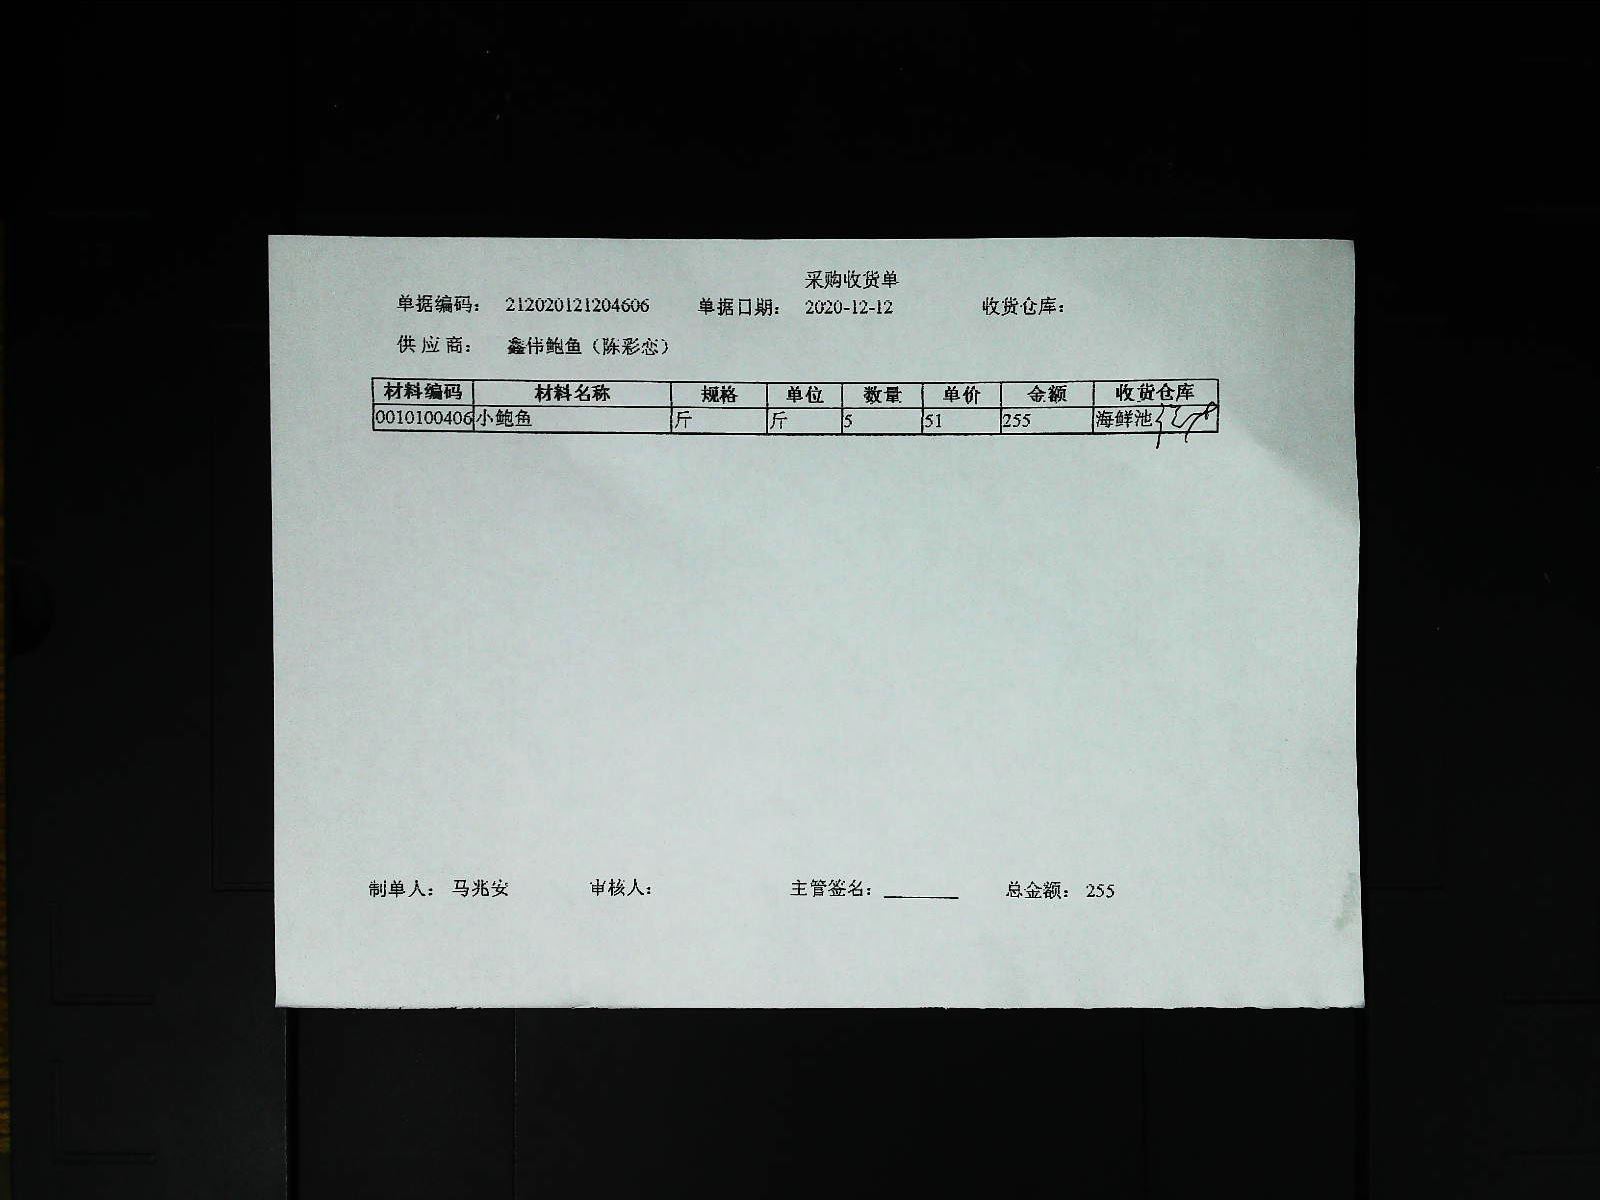 采购收货单
单据编码： 212020121204606 单据日期： 2020-12-12 收货仓库：
供 应 商： 鑫伟鲍鱼（陈彩恋）
材料编码 材料名称 规格 单位 数量 单价 金额 收货仓库
0010100406 小鲍鱼 斤 斤 5 51 255 海鲜池
制单人： 马兆安 审核人： 主管签名： 总金额： 255